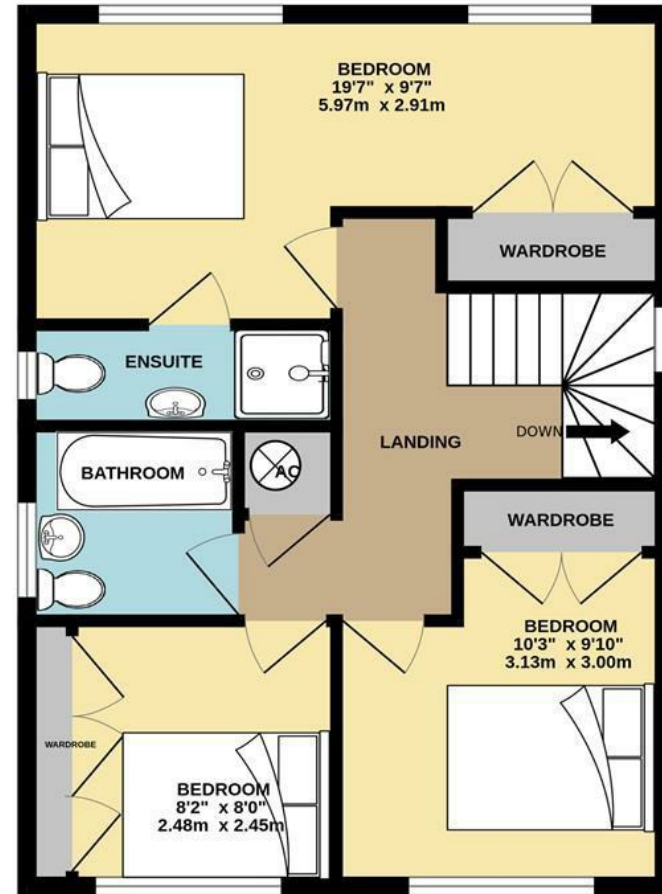 BEDROOM
19'7" x 9'7"
5.97m x 2.91m
WARDROBE
ENSUITE
LANDING
DOWN
BATHROOM
AC
WARDROBE
BEDROOM
10'3" x 9'10"
3.13m x 3.00m
WARDROBE
BEDROOM
8'2" x 8'0"
2.48m x 2.45m